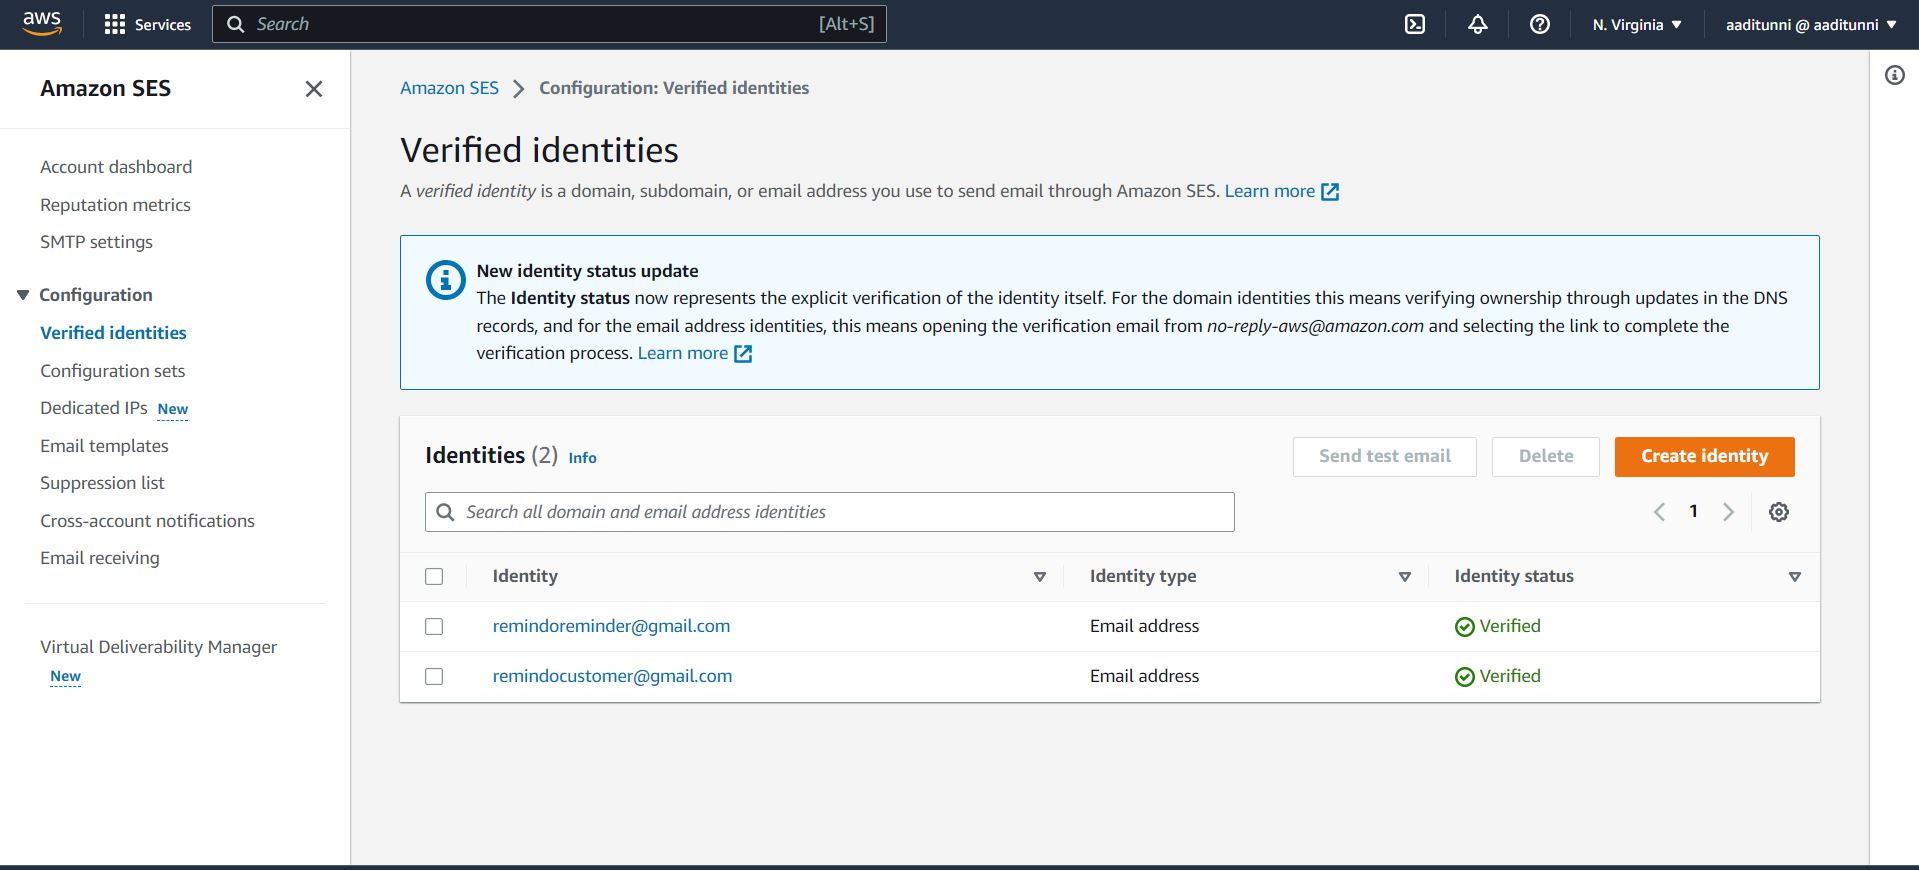 aws
Services
Search
[Alt+S]
N. Virginia
aaditunni @ aaditunni
Amazon SES
Account dashboard
Reputation metrics
SMTP settings
Configuration
Verified identities
Configuration sets
Dedicated IPs New
Email templates
Suppression list
Cross-account notifications
Email receiving
Virtual Deliverability Manager
New
Amazon SES > Configuration: Verified identities
Verified identities
A verified identity is a domain, subdomain, or email address you use to send email through Amazon SES. Learn more
New identity status update
The Identity status now represents the explicit verification of the identity itself. For the domain identities this means verifying ownership through updates in the DNS
records, and for the email address identities, this means opening the verification email from no-reply-aws@amazon.com and selecting the link to complete the
verification process. Learn more
Identities (2) Info
Send test email
Delete
Create identity
Search all domain and email address identities
1
Identity
Identity type
Identity status
remindoreminder@gmail.com
Email address
Verified
remindocustomer@gmail.com
Email address
Verified